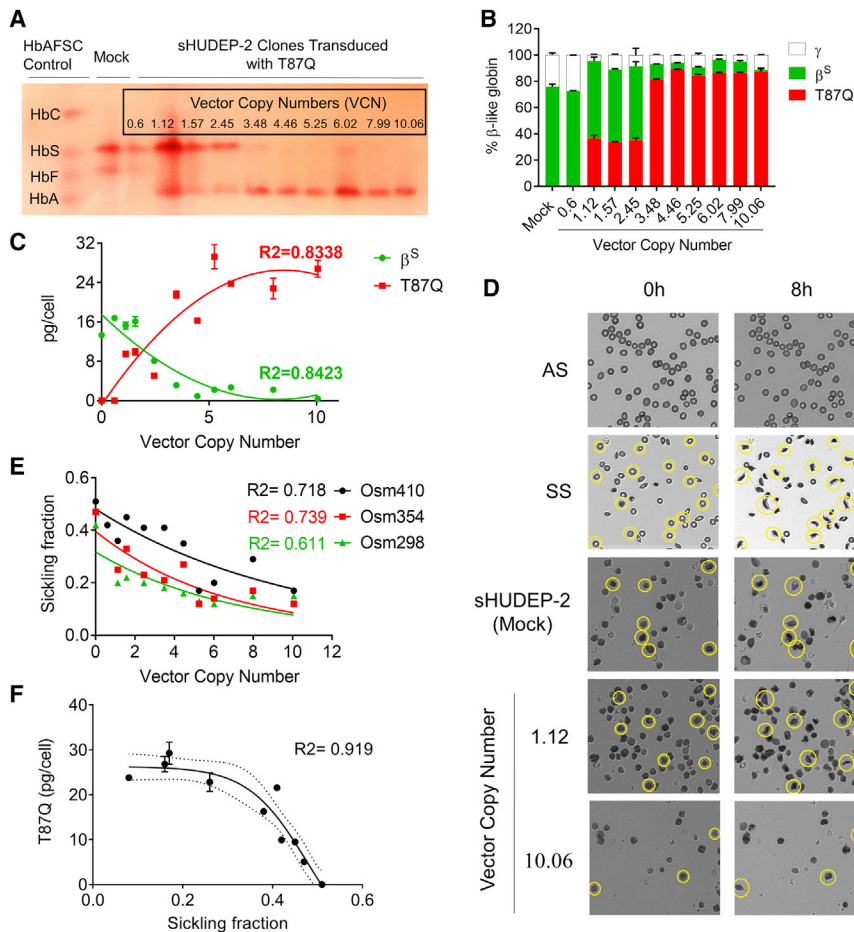 A
HbAFSC Control
Mock
sHUDEP-2 Clones Transduced
with T87Q
Vector Copy Numbers (VCN)
0.6 1.12 1.57 2.45 3.48 4.46 5.25 6.02 7.99 10.06
HbC
HbS
HbF
HbA
B
% β-like globin
120
100
80
60
40
20
0
γ
β^S
T87Q
Mock 0.6 1.12 1.57 2.45 3.48 4.46 5.25 6.02 7.99 10.06
Vector Copy Number
C
pg/cell
32
24
16
8
0
R2=0.8338
R2=0.8423
β^S
T87Q
0 5 10
Vector Copy Number
D
0h 8h
AS
SS
sHUDEP-2
(Mock)
Vector Copy Number
1.12
10.06
E
Sickling fraction
0.6
0.4
0.2
0.0
R2= 0.718 Osm410
R2= 0.739 Osm354
R2= 0.611 Osm298
0 2 4 6 8 10 12
Vector Copy Number
F
T87Q (pg/cell)
40
30
20
10
0
R2= 0.919
0.0 0.2 0.4 0.6
Sickling fraction